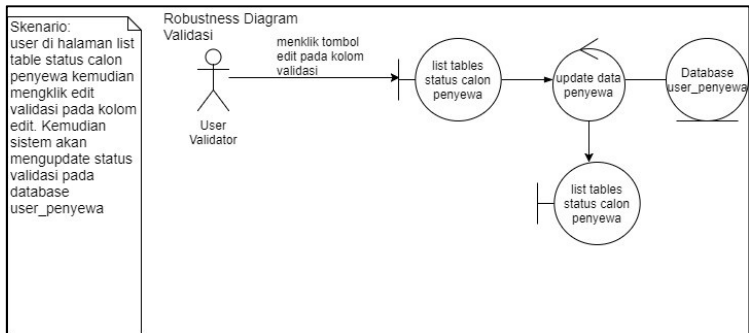 Skenario:
user di halaman list
table status calon
penyewa kemudian
mengklik edit
validasi pada kolom
edit. Kemudian
sistem akan
mengupdate status
validasi pada
database
user_penyewa
Robustness Diagram
Validasi
menklik tombol
edit pada kolom
validasi
User
Validator
list tables
status calon
penyewa
update data
penyewa
Database
user_penyewa
list tables
status calon
penyewa